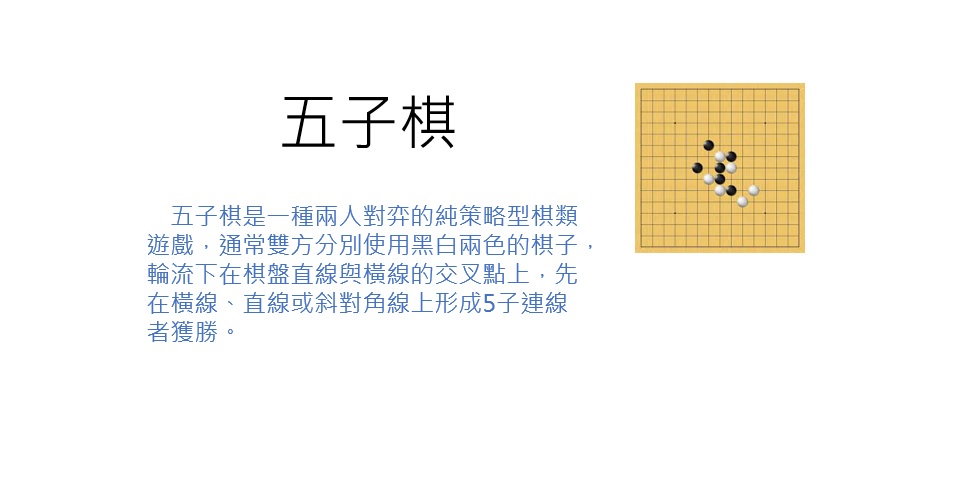 五子棋
五子棋是一種兩人對弈的純策略型棋類
遊戲，通常雙方分別使用黑白兩色的棋子，
輪流下在棋盤直線與橫線的交叉點上，先
在橫線、直線或斜對角線上形成5子連線
者獲勝。